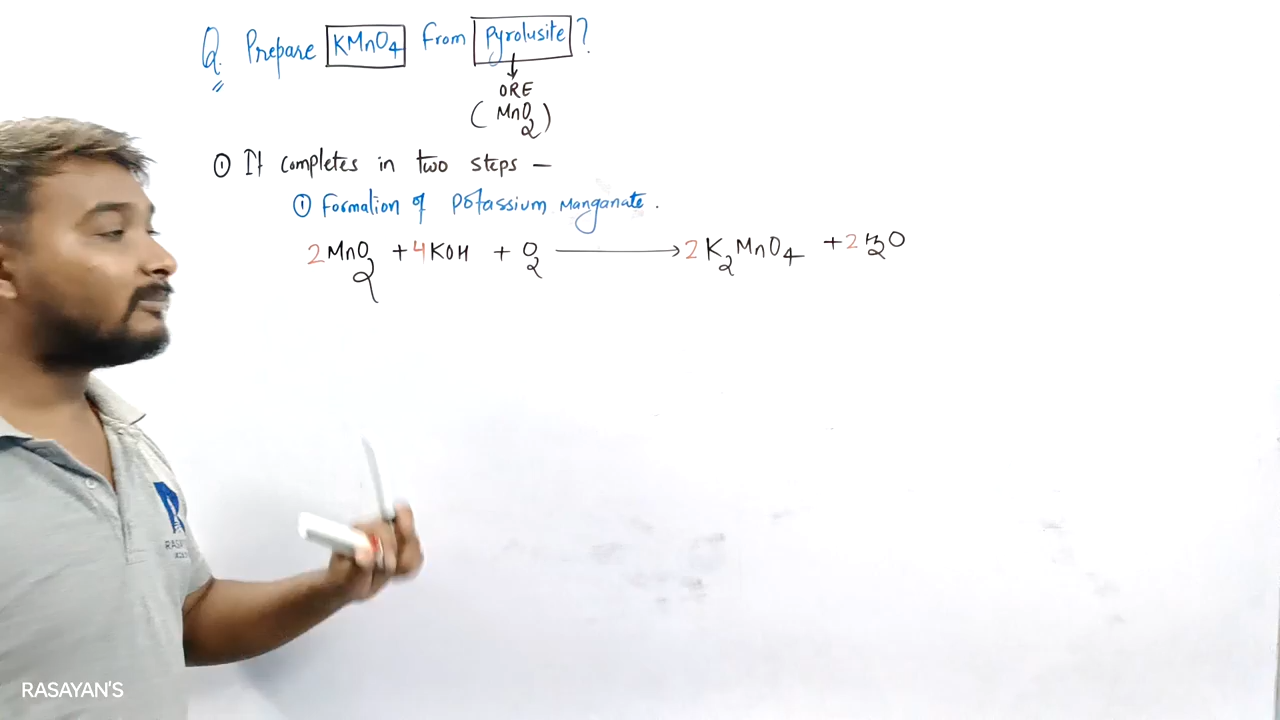 Q. Prepare KMnO4 from Pyrolusite?
ORE
(MnO2)
① It completes in two steps –
① Formation of Potassium Manganate.
2MnO2 + 4KOH + O2 → 2K2MnO4 + 2H2O
RASAYAN'S